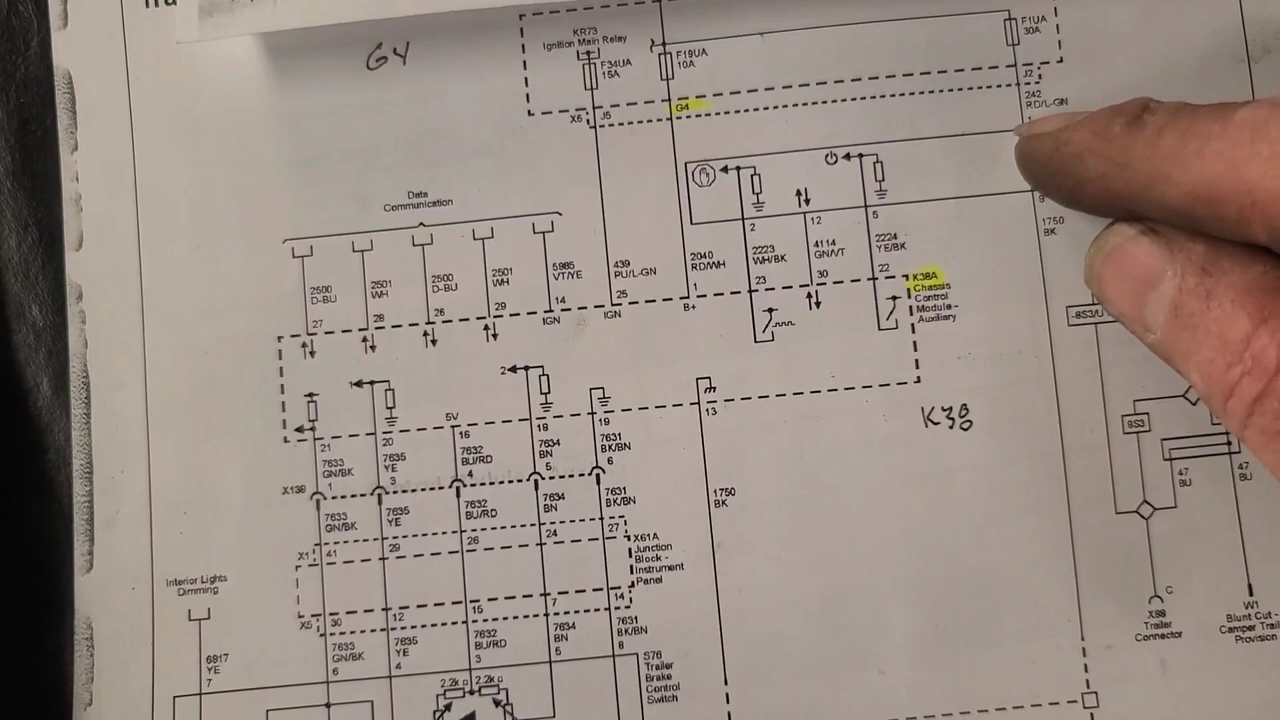 G4
KR73
Ignition Main Relay
F34UA
15A
F19UA
10A
F1UA
30A
J2
X6
J5
G4
242
RD/L-GN
Data
Communication
2500
D-BU
2501
WH
2500
D-BU
2501
WH
5985
VT/YE
439
PU/L-GN
2040
RD/WH
2
2223
WH/BK
12
4114
GN/VT
5
2224
YE/BK
9
1750
BK
27
28
26
29
14
IGN
25
IGN
1
B+
23
30
22
K38A
Chassis
Control
Module -
Auxiliary
K38
1
2
5V
21
20
16
18
19
13
7633
GN/BK
7635
YE
7632
BU/RD
7634
BN
7631
BK/BN
X139
1
3
4
5
6
7633
GN/BK
7635
YE
7632
BU/RD
7634
BN
7631
BK/BN
1750
BK
X1
41
29
26
24
27
X61A
Junction
Block -
Instrument
Panel
X5
30
12
15
7
14
7633
GN/BK
7635
YE
7632
BU/RD
7634
BN
7631
BK/BN
6
4
3
5
8
S76
Trailer
Brake
Control
Switch
2.2k Ω
2.2k Ω
Interior Lights
Dimming
6817
YE
7
-8S3/U
8S3
47
BU
47
BU
C
X88
Trailer
Connector
W1
Blunt Cut -
Camper
Provision